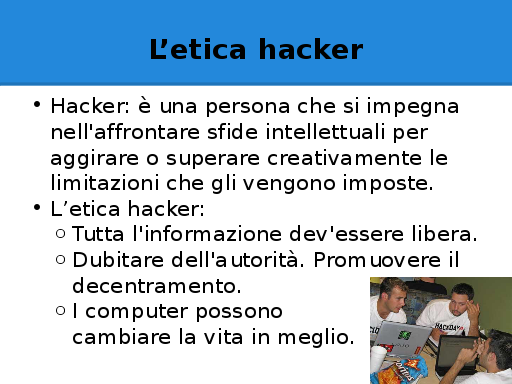 L’etica hacker
• Hacker: è una persona che si impegna
nell'affrontare sfide intellettuali per
aggirare o superare creativamente le
limitazioni che gli vengono imposte.
• L’etica hacker:
○ Tutta l'informazione dev'essere libera.
○ Dubitare dell'autorità. Promuovere il
decentramento.
○ I computer possono
cambiare la vita in meglio.